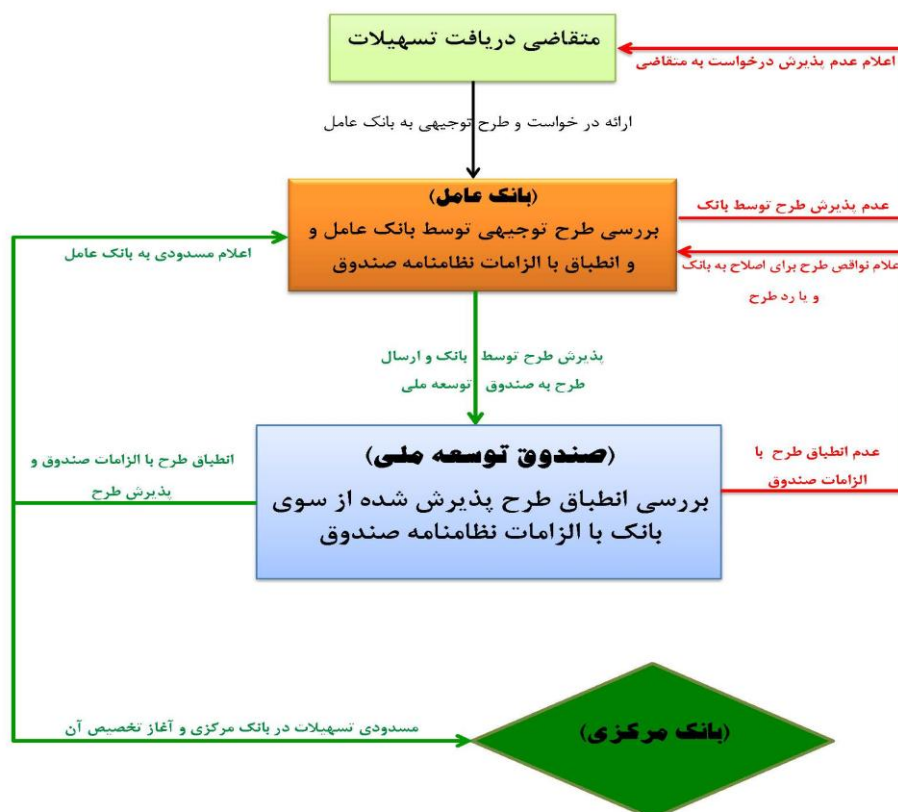 متقاضی دریافت تسهیلات
اعلام عدم پذیرش درخواست به متقاضی
ارائه در خواست و طرح توجیهی به بانک عامل
(بانک عامل)
بررسی طرح توجیهی توسط بانک عامل و
و انطباق با الزامات نظامنامه صندوق
عدم پذیرش طرح توسط بانک
علام نواقص طرح برای اصلاح به بانک
و یا رد طرح
اعلام مسدودی به بانک عامل
پذیرش طرح توسط بانک و ارسال
طرح به صندوق توسعه ملی
(صندوق توسعه ملی)
بررسی انطباق طرح پذیرش شده از سوی
بانک با الزامات نظامنامه صندوق
عدم انطباق طرح با
الزامات صندوق
انطباق طرح با الزامات صندوق و
پذیرش طرح
مسدودی تسهیلات در بانک مرکزی و آغاز تخصیص آن
(بانک مرکزی)